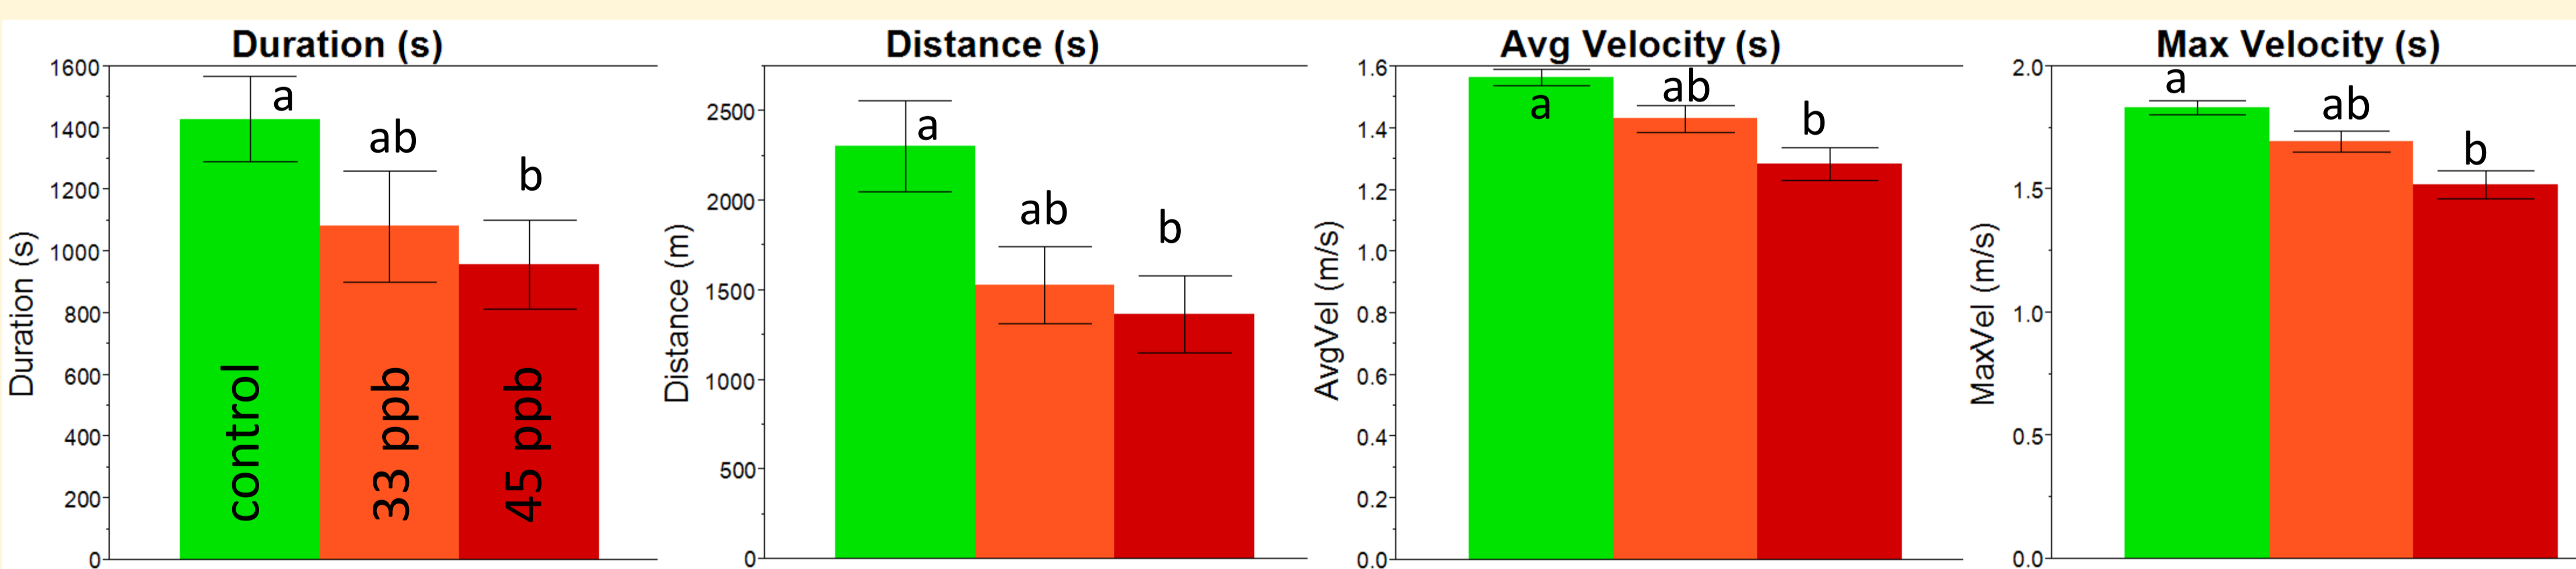 Duration (s)
Duration (s)
1600
1400
1200
1000
800
600
400
200
0
a
ab
b
control
33 ppb
45 ppb
Distance (s)
Distance (m)
2500
2000
1500
1000
500
0
a
ab
b
Avg Velocity (s)
AvgVel (m/s)
1.6
1.4
1.2
1.0
0.8
0.6
0.4
0.2
0.0
a
ab
b
Max Velocity (s)
MaxVel (m/s)
2.0
1.5
1.0
0.5
0.0
a
ab
b